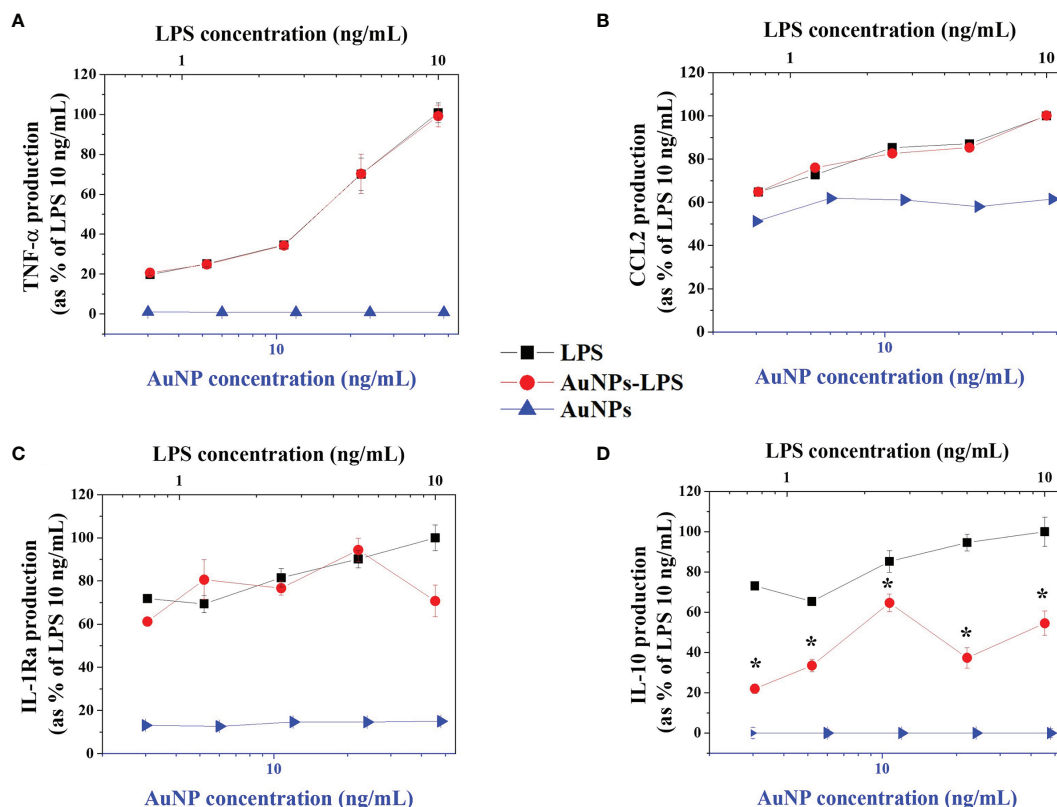 A
LPS concentration (ng/mL)
1 10
120
100
80
60
40
20
0
TNF-α production
(as % of LPS 10 ng/mL)
10
AuNP concentration (ng/mL)
B
LPS concentration (ng/mL)
1 10
120
100
80
60
40
20
0
CCL2 production
(as % of LPS 10 ng/mL)
10
AuNP concentration (ng/mL)
LPS
AuNPs-LPS
AuNPs
C
LPS concentration (ng/mL)
1 10
120
100
80
60
40
20
0
IL-1Ra production
(as % of LPS 10 ng/mL)
10
AuNP concentration (ng/mL)
D
LPS concentration (ng/mL)
1 10
120
100
80
60
40
20
0
IL-10 production
(as % of LPS 10 ng/mL)
* * * * *
10
AuNP concentration (ng/mL)